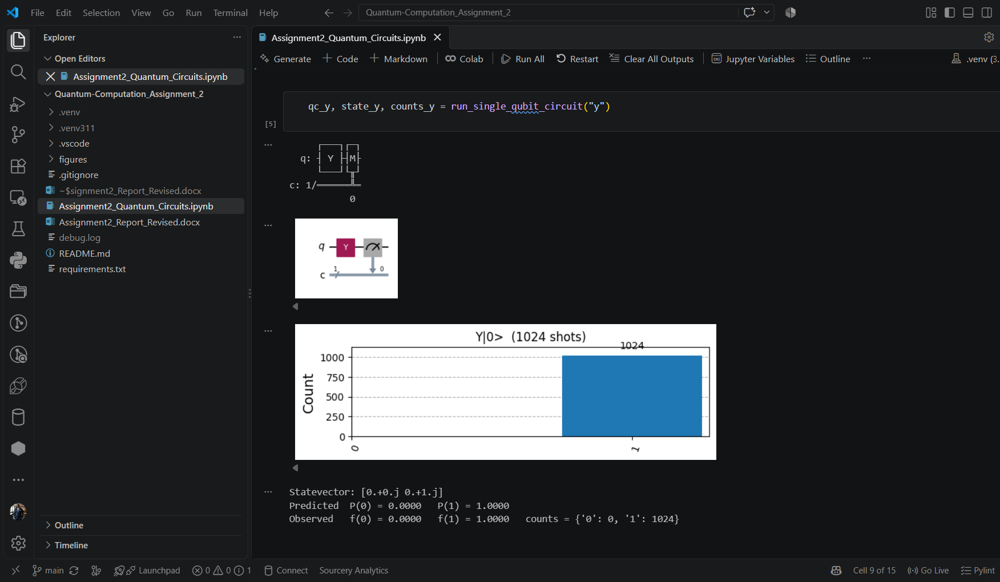 File Edit Selection View Go Run Terminal Help
Quantum-Computation_Assignment_2
Explorer
Open Editors
Assignment2_Quantum_Circuits.ipynb
Quantum-Computation_Assignment_2
.venv
.venv311
.vscode
figures
.gitignore
~$signment2_Report_Revised.docx
Assignment2_Quantum_Circuits.ipynb
Assignment2_Report_Revised.docx
debug.log
README.md
requirements.txt
Outline
Timeline
Assignment2_Quantum_Circuits.ipynb
Generate Code Markdown Colab Run All Restart Clear All Outputs Jupyter Variables Outline ... .venv (3.
qc_y, state_y, counts_y = run_single_qubit_circuit("y")
[5]
q: ┤ Y ├┤M├
c: 1/
0
q Y
1 0
c
Y|0> (1024 shots)
1024
1000
750
500
250
0
Count
0 1
Statevector: [0.+0.j 0.+1.j]
Predicted P(0) = 0.0000 P(1) = 1.0000
Observed f(0) = 0.0000 f(1) = 1.0000 counts = {'0': 0, '1': 1024}
main Launchpad 0 0 1 Connect Sourcery Analytics Cell 9 of 15 Go Live Pylint